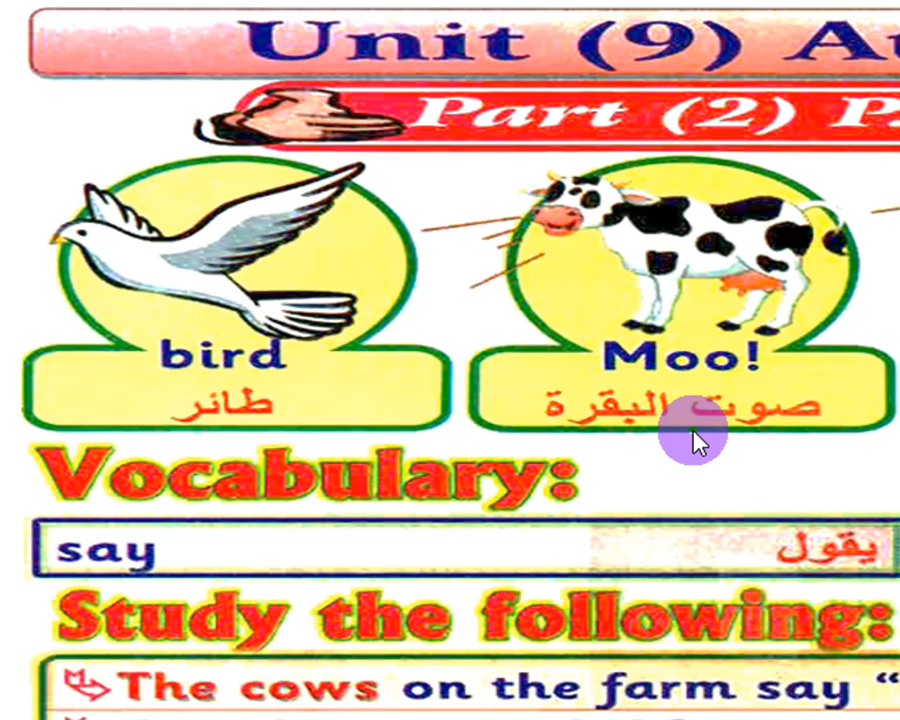 Unit (9)
Part (2)
bird
طائر
Moo!
صوت البقرة
Vocabulary:
say يقول
Study the following:
The cows on the farm say “